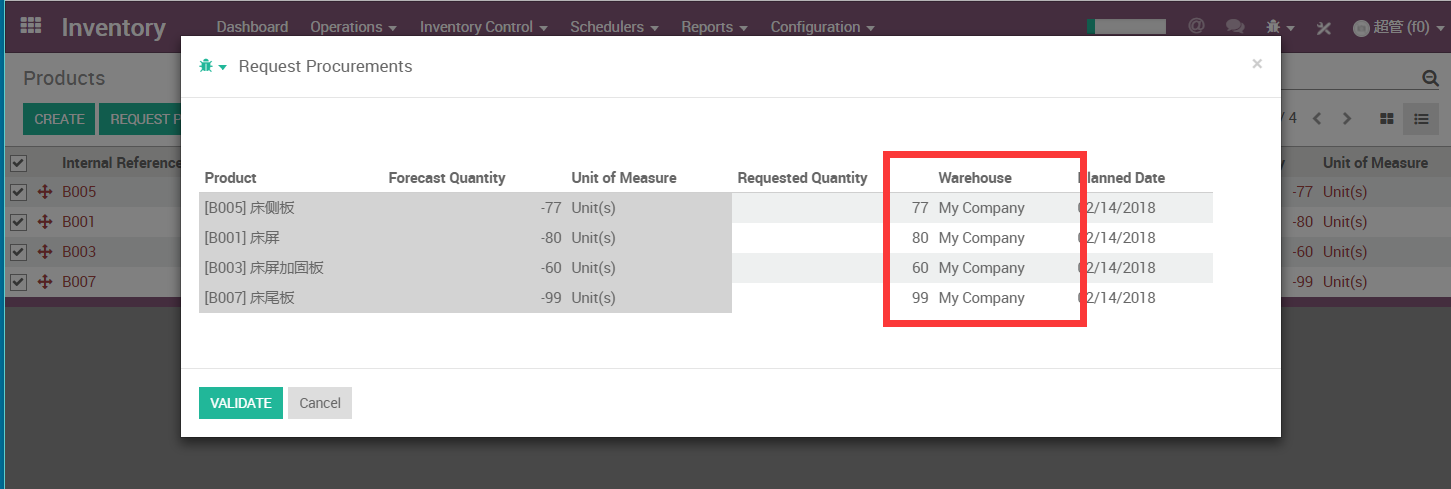 Inventory Dashboard Operations Inventory Control Schedulers Reports Configuration @ 超管 (f0)
Products
Request Procurements ×
CREATE REQUEST P / 4
Internal Reference Unit of Measure
Product Forecast Quantity Unit of Measure Requested Quantity Warehouse Planned Date
B005 -77 Unit(s)
[B005] 床侧板 -77 Unit(s) 77 My Company 02/14/2018
B001 -80 Unit(s)
[B001] 床屏 -80 Unit(s) 80 My Company 02/14/2018
B003 -60 Unit(s)
[B003] 床屏加固板 -60 Unit(s) 60 My Company 02/14/2018
B007 -99 Unit(s)
[B007] 床尾板 -99 Unit(s) 99 My Company 02/14/2018
VALIDATE Cancel